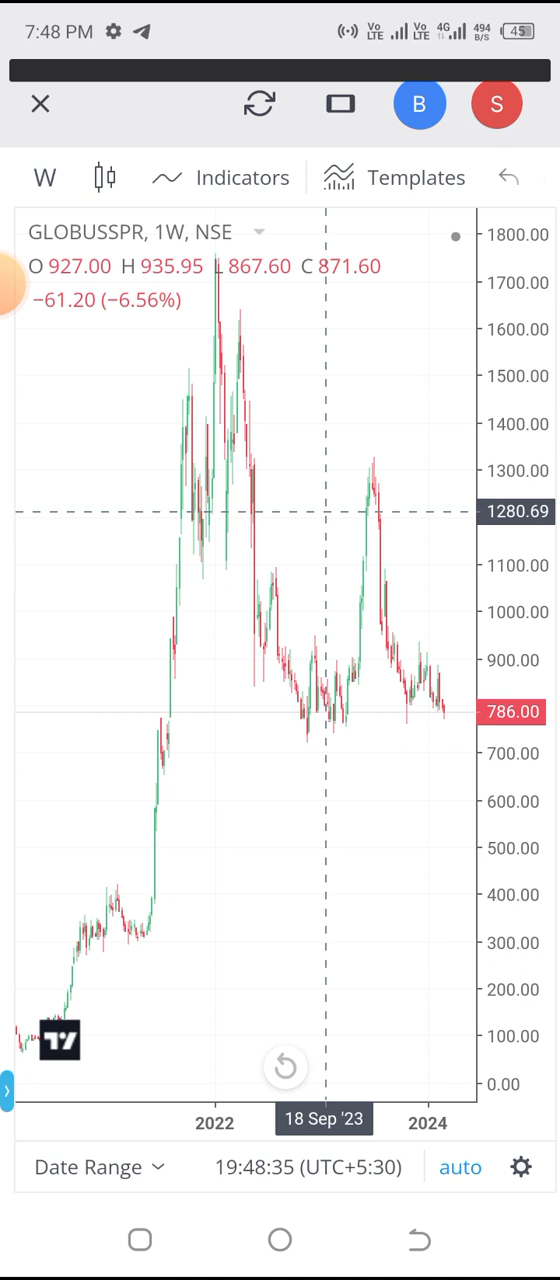 7:48 PM Vo LTE Vo LTE 4G 494 B/S 45
B S
W Indicators Templates
GLOBUSSPR, 1W, NSE
O 927.00 H 935.95 L 867.60 C 871.60
−61.20 (−6.56%)
1800.00
1700.00
1600.00
1500.00
1400.00
1300.00
1280.69
1100.00
1000.00
900.00
786.00
700.00
600.00
500.00
400.00
300.00
200.00
100.00
0.00
2022 18 Sep '23 2024
Date Range 19:48:35 (UTC+5:30) auto